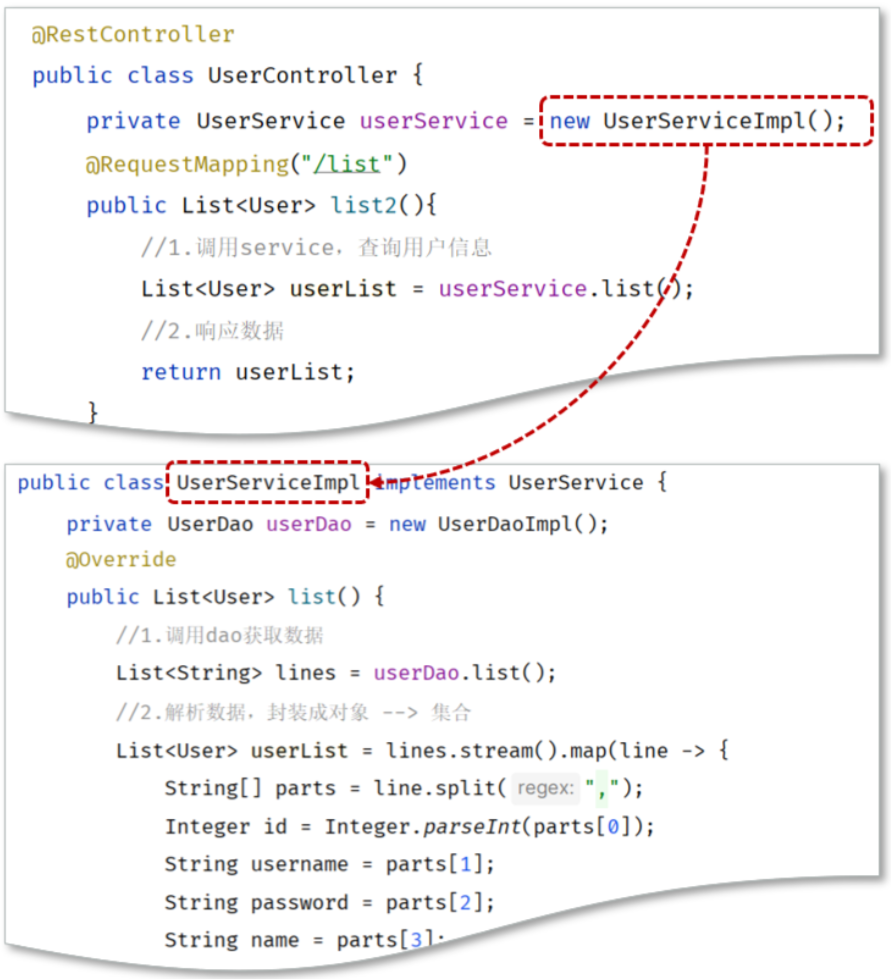 @RestController
public class UserController {
private UserService userService = new UserServiceImpl();
@RequestMapping("/list")
public List<User> list2(){
//1.调用service，查询用户信息
List<User> userList = userService.list();
//2.响应数据
return userList;
}
public class UserServiceImpl implements UserService {
private UserDao userDao = new UserDaoImpl();
@Override
public List<User> list() {
//1.调用dao获取数据
List<String> lines = userDao.list();
//2.解析数据，封装成对象 --> 集合
List<User> userList = lines.stream().map(line -> {
String[] parts = line.split( regex: ",");
Integer id = Integer.parseInt(parts[0]);
String username = parts[1];
String password = parts[2];
String name = parts[3];